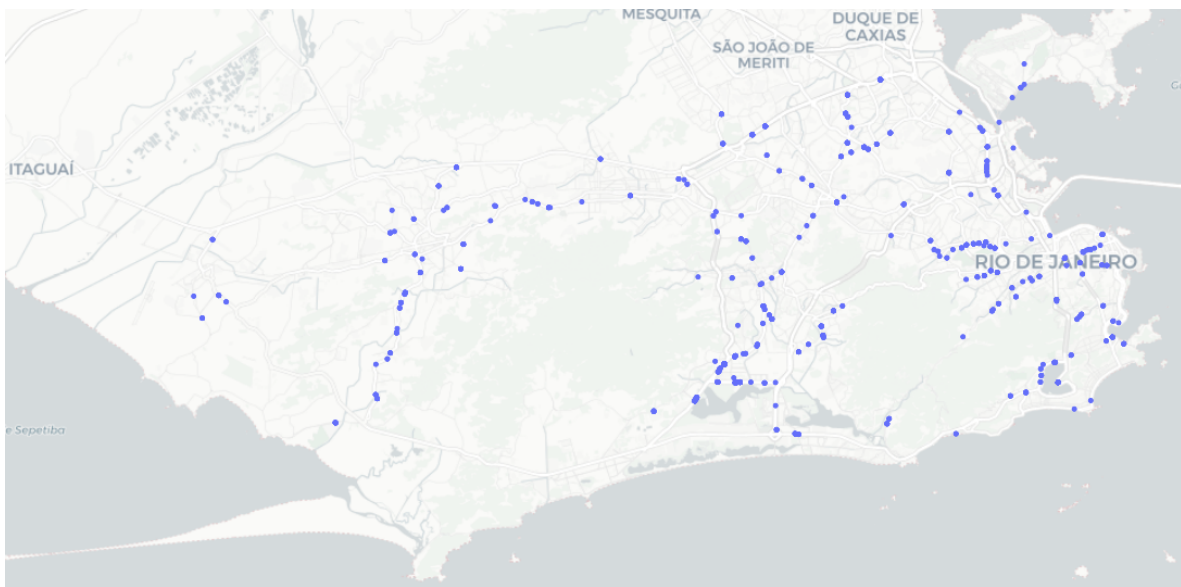 MESQUITA
DUQUE DE
CAXIAS
SÃO JOÃO DE
MERITI
ITAGUAÍ
RIO DE JANEIRO
e Sepetiba